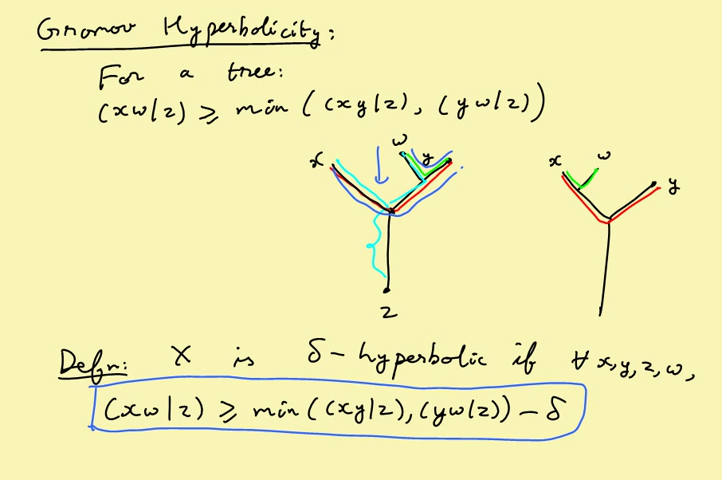 Gromov Hyperbolicity:
For a tree:
(xw|z) ⩾ min ((xy|z), (yw|z))
x w y x w y
z
Defn: X is δ-hyperbolic if ∀ x,y,z,w,
(xw|z) ⩾ min((xy|z),(yw|z)) - δ